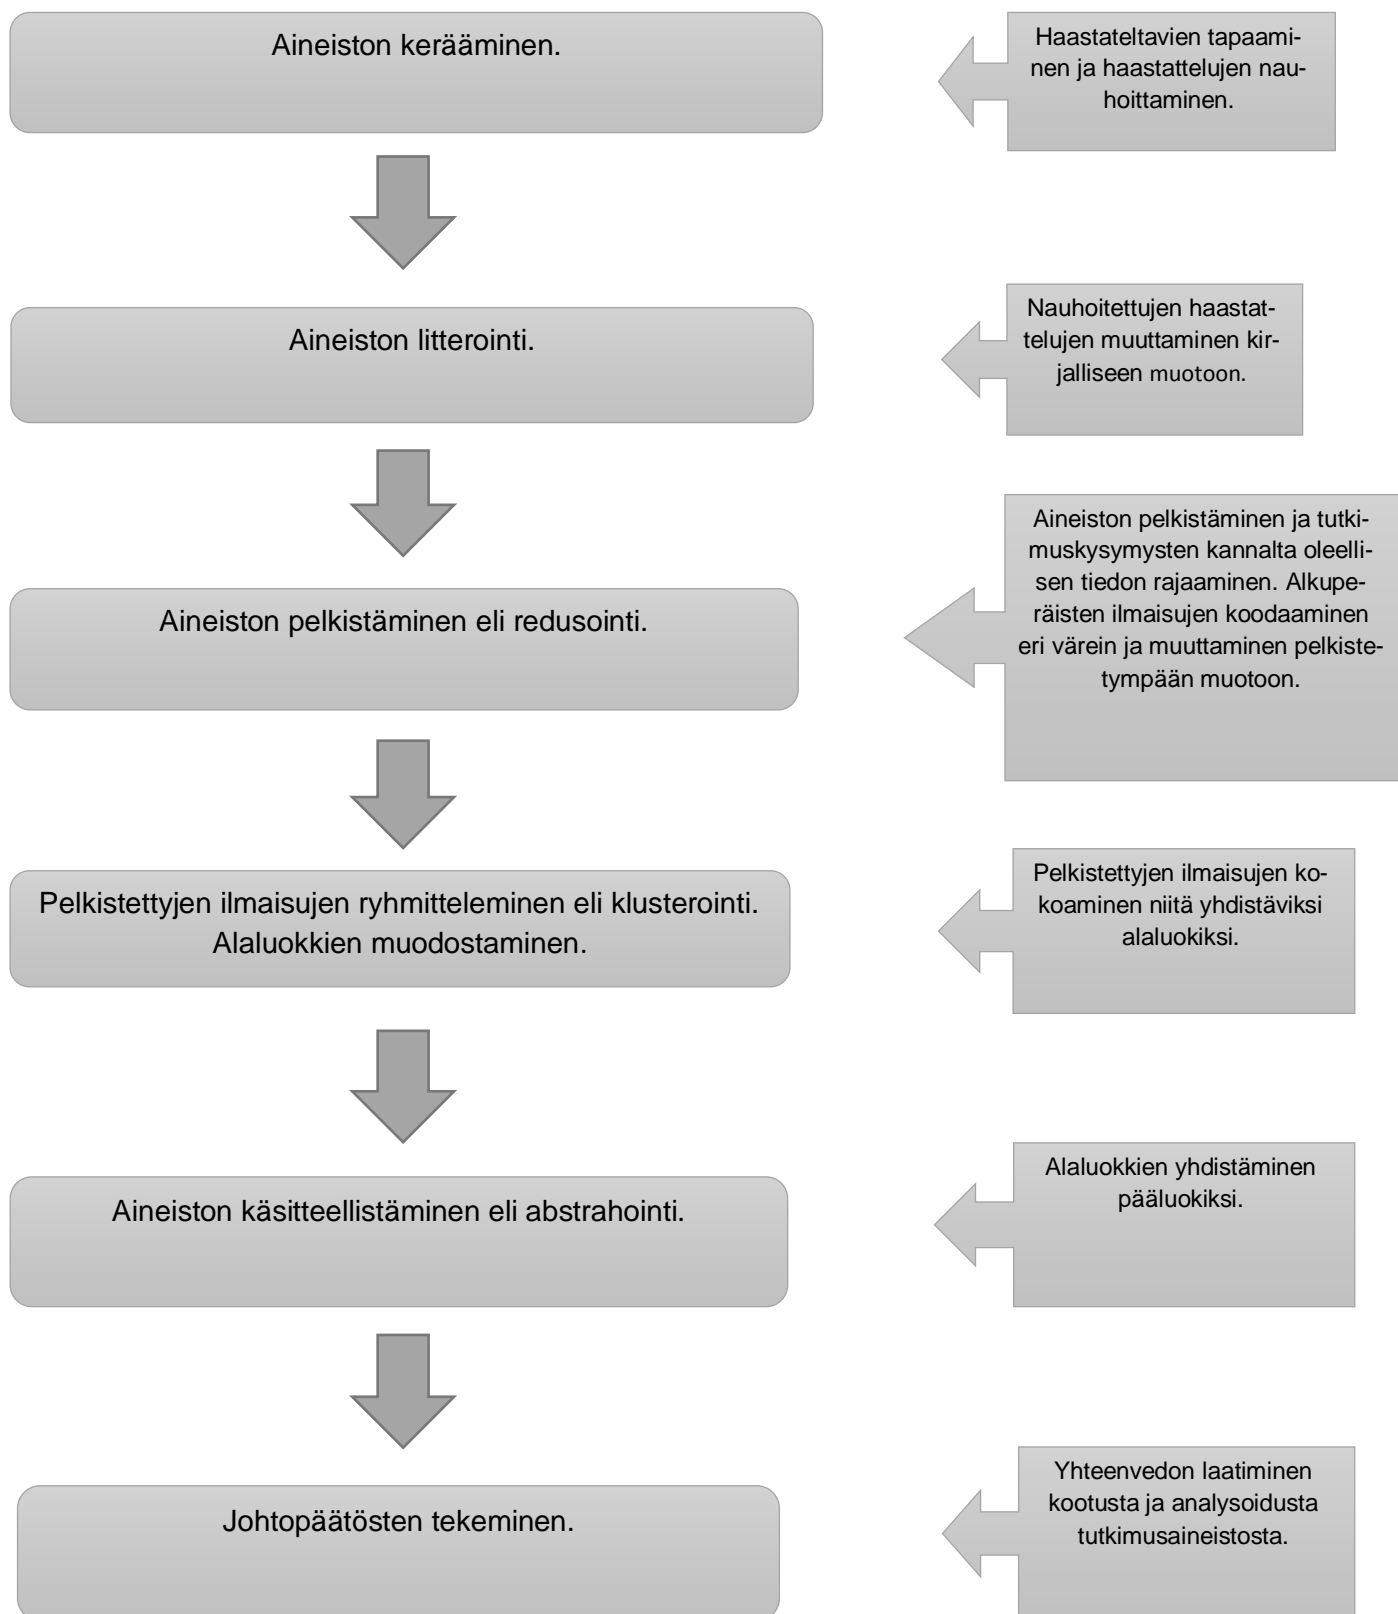 Aineiston kerääminen.
Haastateltavien tapaami-
nen ja haastattelujen nau-
hoittaminen.
Aineiston litterointi.
Nauhoitettujen haastat-
telujen muuttaminen kir-
jalliseen muotoon.
Aineiston pelkistäminen eli redusointi.
Aineiston pelkistäminen ja tutki-
muskysymysten kannalta oleelli-
sen tiedon rajaaminen. Alkupe-
räisten ilmaisujen koodaaminen
eri värein ja muuttaminen pelkiste-
tympään muotoon.
Pelkistettyjen ilmaisujen ryhmitteleminen eli klusterointi.
Alaluokkien muodostaminen.
Pelkistettyjen ilmaisujen ko-
koaminen niitä yhdistäviksi
alaluokiksi.
Aineiston käsitteellistäminen eli abstrahointi.
Alaluokkien yhdistäminen
pääluokiksi.
Johtopäätösten tekeminen.
Yhteenvedon laatiminen
kootusta ja analysoidusta
tutkimusaineistosta.